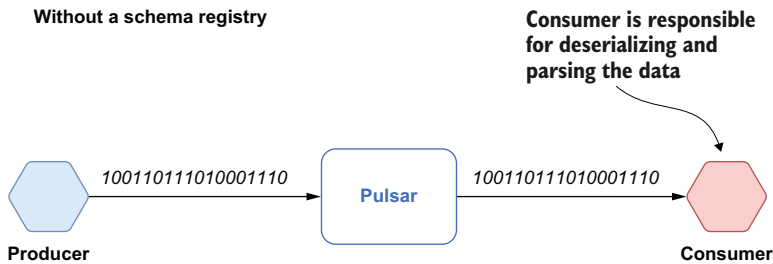 Without a schema registry
Consumer is responsible
for deserializing and
parsing the data
100110111010001110
Pulsar
100110111010001110
Producer
Consumer